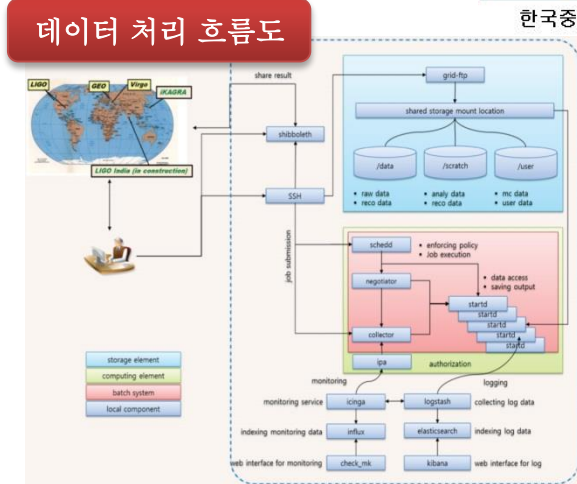 한국중
데이터 처리 흐름도
LIGO
GEO
Virgo
iKAGRA
LIGO India (in construction)
share result
shibboleth
SSH
job submission
grid-ftp
shared storage mount location
/data
/scratch
/user
• raw data
• reco data
• analy data
• reco data
• mc data
• user data
schedd
• enforcing policy
• Job execution
negotiator
• data access
• saving output
collector
startd
startd
startd
startd
startd
ipa
authorization
storage element
computing element
batch system
local component
monitoring
logging
monitoring service
icinga
logstash
collecting log data
indexing monitoring data
influx
elasticsearch
indexing log data
web interface for monitoring
check_mk
kibana
web interface for log